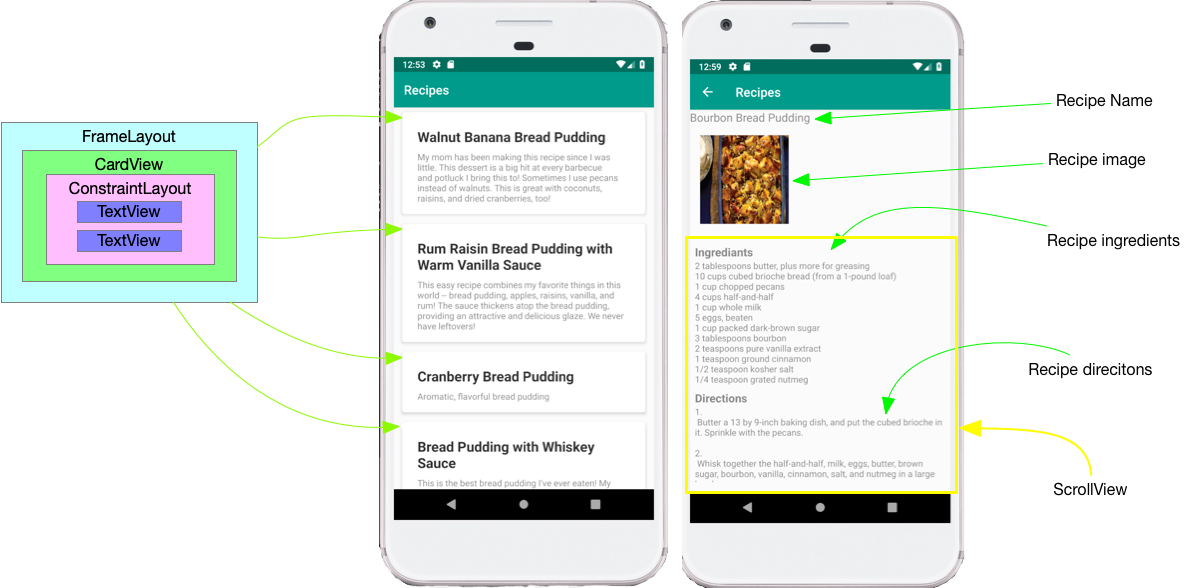 FrameLayout
CardView
ConstraintLayout
TextView
TextView
12:53
Recipes
Walnut Banana Bread Pudding
My mom has been making this recipe since I was
little. This dessert is a big hit at every barbecue
and potluck I bring this to! Sometimes I use pecans
instead of walnuts. This is great with coconuts,
raisins, and dried cranberries, too!
Rum Raisin Bread Pudding with
Warm Vanilla Sauce
This easy recipe combines my favorite things in this
world -- bread pudding, apples, raisins, vanilla, and
rum! The sauce thickens atop the bread pudding,
providing an attractive and delicious glaze. We never
have leftovers!
Cranberry Bread Pudding
Aromatic, flavorful bread pudding
Bread Pudding with Whiskey
Sauce
This is the best bread pudding I've ever eaten! My
12:59
Recipes
Bourbon Bread Pudding
Ingrediants
2 tablespoons butter, plus more for greasing
10 cups cubed brioche bread (from a 1-pound loaf)
1 cup chopped pecans
4 cups half-and-half
1 cup whole milk
5 eggs, beaten
1 cup packed dark-brown sugar
3 tablespoons bourbon
2 teaspoons pure vanilla extract
1 teaspoon ground cinnamon
1/2 teaspoon kosher salt
1/4 teaspoon grated nutmeg
Directions
1.
Butter a 13 by 9-inch baking dish, and put the cubed brioche in
it. Sprinkle with the pecans.
2.
Whisk together the half-and-half, milk, eggs, butter, brown
sugar, bourbon, vanilla, cinnamon, salt, and nutmeg in a large
Recipe Name
Recipe image
Recipe ingredients
Recipe direcitons
ScrollView